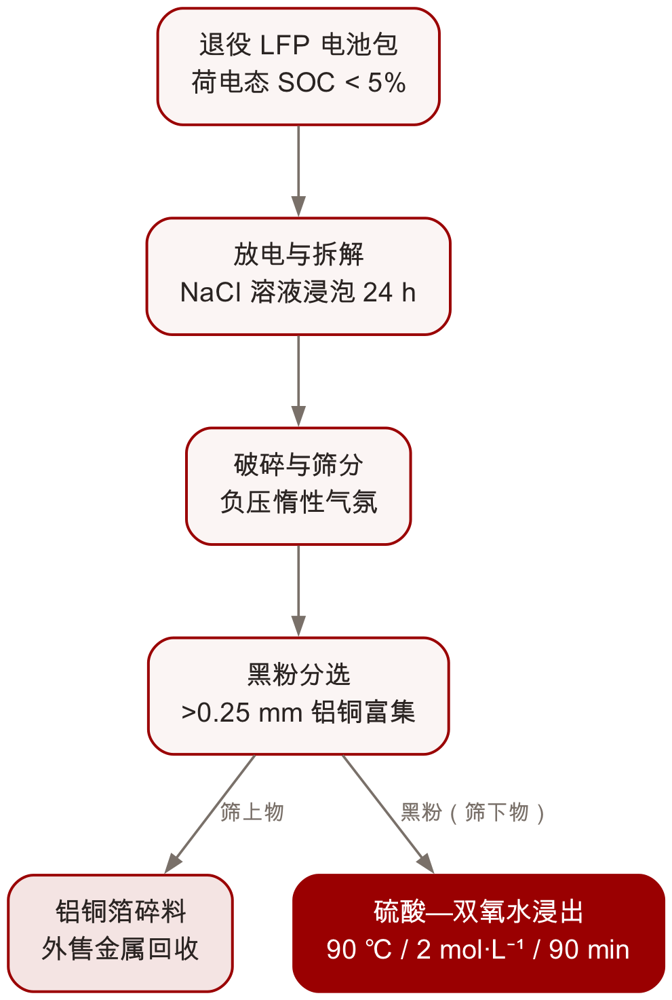 退役 LFP 电池包
荷电态 SOC < 5%
放电与拆解
NaCl 溶液浸泡 24 h
破碎与筛分
负压惰性气氛
黑粉分选
>0.25 mm 铝铜富集
筛上物
黑粉（筛下物）
铝铜箔碎料
外售金属回收
硫酸—双氧水浸出
90 ℃ / 2 mol·L⁻¹ / 90 min